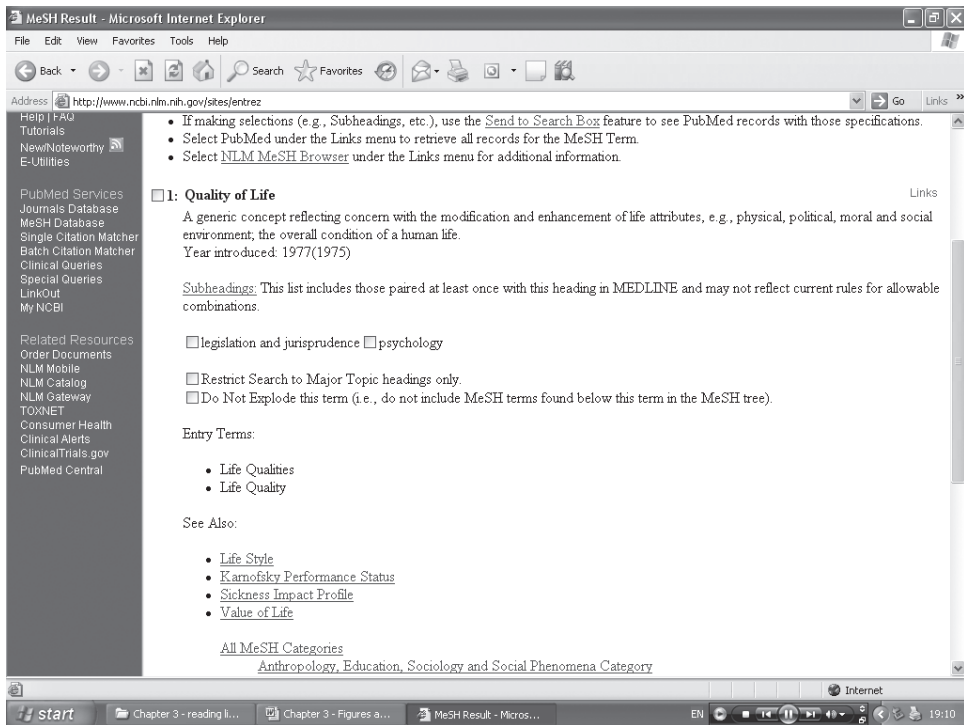 MeSH Result - Microsoft Internet Explorer
File Edit View Favorites Tools Help
Back Search Favorites
Address http://www.ncbi.nlm.nih.gov/sites/entrez Go Links »
Help | FAQ
Tutorials
New/Noteworthy
E-Utilities
PubMed Services
Journals Database
MeSH Database
Single Citation Matcher
Batch Citation Matcher
Clinical Queries
Special Queries
LinkOut
My NCBI
Related Resources
Order Documents
NLM Mobile
NLM Catalog
NLM Gateway
TOXNET
Consumer Health
Clinical Alerts
ClinicalTrials.gov
PubMed Central
• If making selections (e.g., Subheadings, etc.), use the Send to Search Box feature to see PubMed records with those specifications.
• Select PubMed under the Links menu to retrieve all records for the MeSH Term.
• Select NLM MeSH Browser under the Links menu for additional information.
1: Quality of Life Links
A generic concept reflecting concern with the modification and enhancement of life attributes, e.g., physical, political, moral and social
environment; the overall condition of a human life.
Year introduced: 1977(1975)
Subheadings: This list includes those paired at least once with this heading in MEDLINE and may not reflect current rules for allowable
combinations.
legislation and jurisprudence psychology
Restrict Search to Major Topic headings only.
Do Not Explode this term (i.e., do not include MeSH terms found below this term in the MeSH tree).
Entry Terms:
• Life Qualities
• Life Quality
See Also:
• Life Style
• Karnofsky Performance Status
• Sickness Impact Profile
• Value of Life
All MeSH Categories
Anthropology, Education, Sociology and Social Phenomena Category
Internet
start Chapter 3 - reading li... Chapter 3 - Figures a... MeSH Result - Micros... EN 19:10